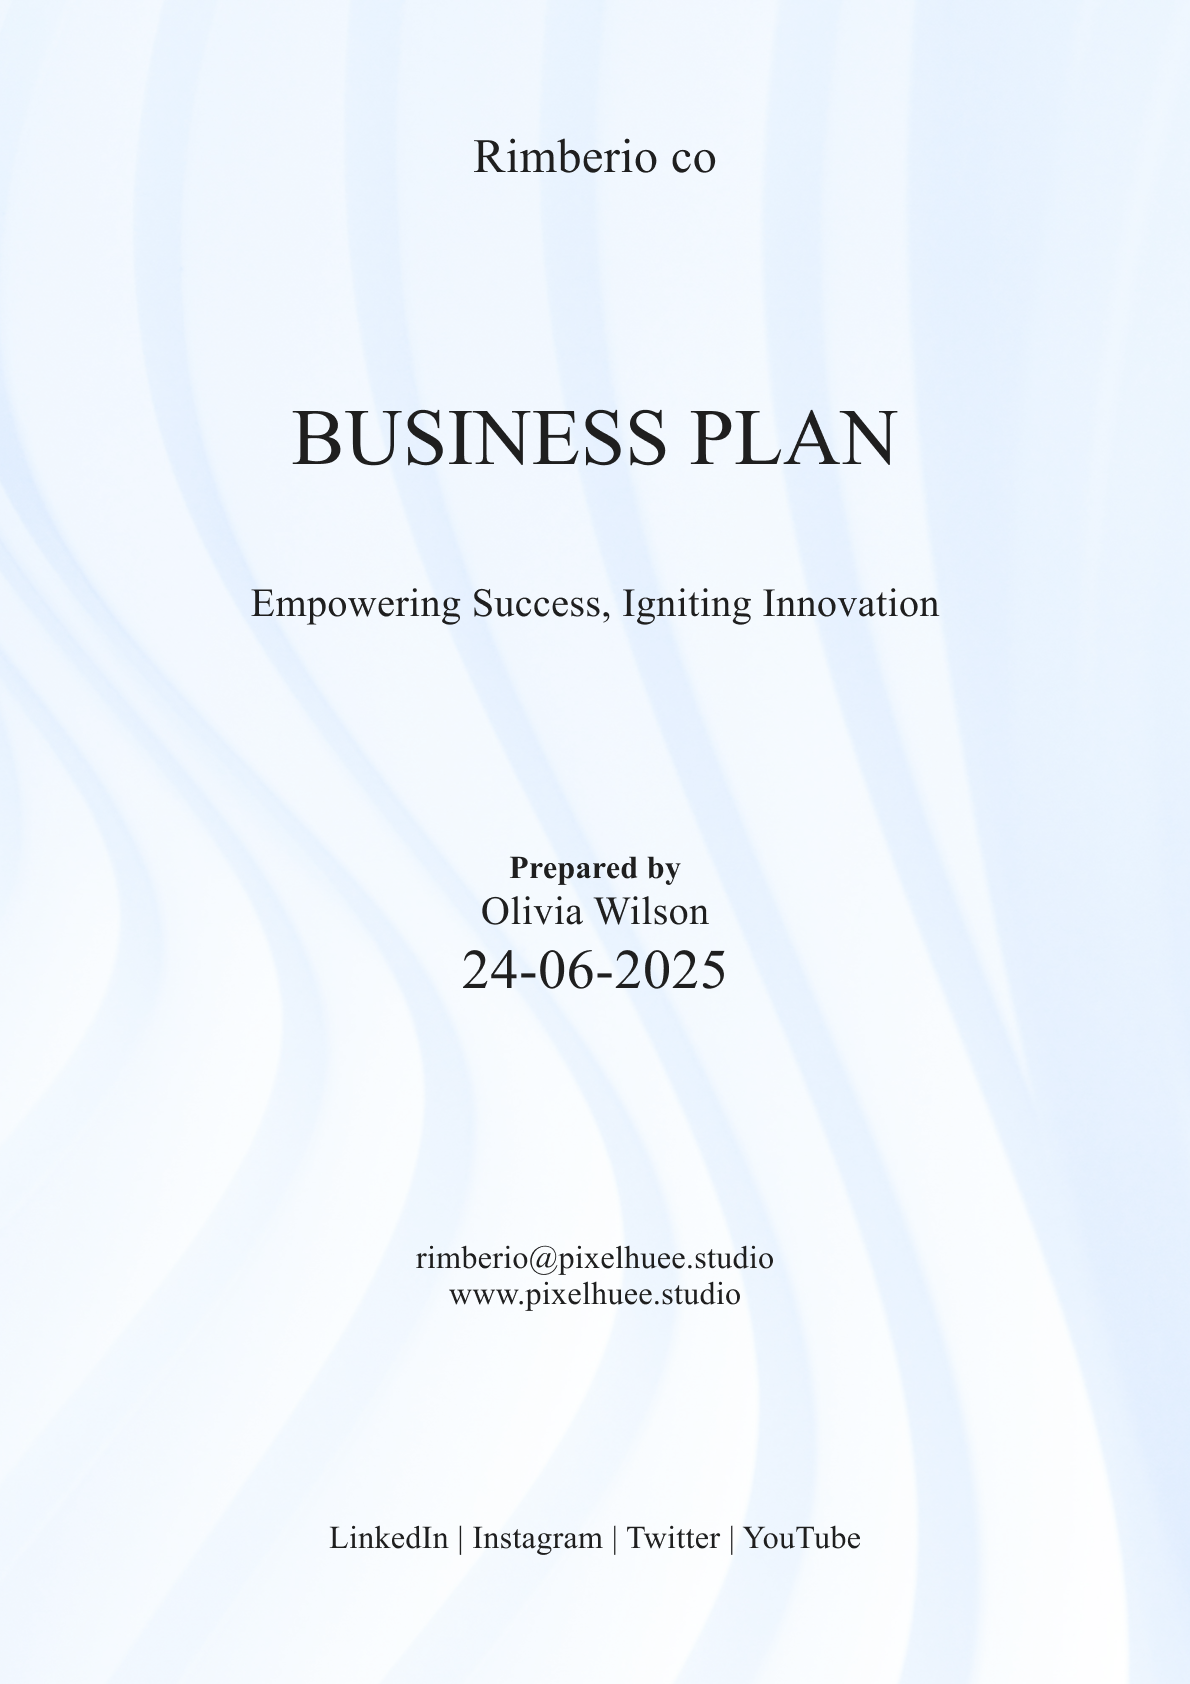 Rimberio co
BUSINESS PLAN
Empowering Success, Igniting Innovation
Prepared by
Olivia Wilson
24-06-2025
rimberio@pixelhuee.studio
www.pixelhuee.studio
LinkedIn | Instagram | Twitter | YouTube